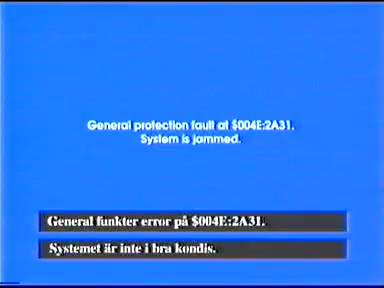 General protection fault at $004E:2A31.
System is jammed.
General funkter error på $004E:2A31.
Systemet är inte i bra kondis.